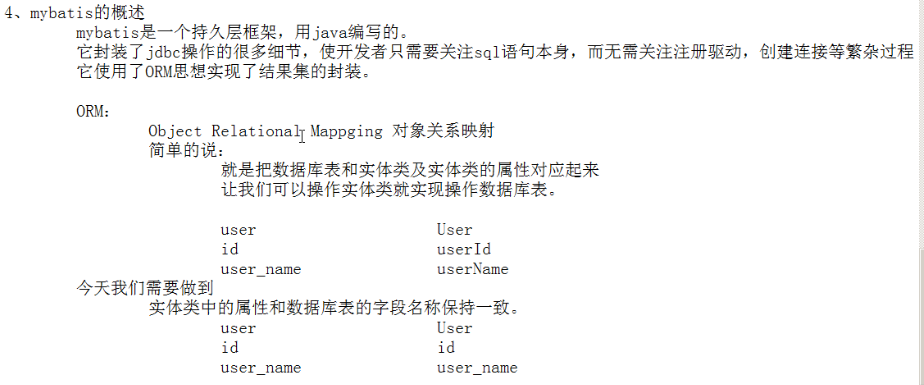 4、mybatis的概述
mybatis是一个持久层框架，用java编写的。
它封装了jdbc操作的很多细节，使开发者只需要关注sql语句本身，而无需关注注册驱动，创建连接等繁杂过程
它使用了ORM思想实现了结果集的封装。
ORM：
Object Relational Mappging 对象关系映射
简单的说：
就是把数据库表和实体类及实体类的属性对应起来
让我们可以操作实体类就实现操作数据库表。
user User
id userId
user_name userName
今天我们需要做到
实体类中的属性和数据库表的字段名称保持一致。
user User
id id
user_name user_name